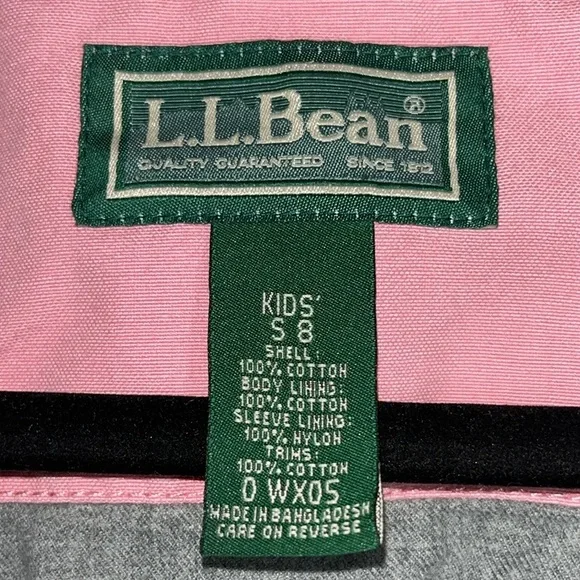 L.L.Bean®
QUALITY GUARANTEED SINCE 1912
KIDS'
S 8
SHELL:
100% COTTON
BODY LINING:
100% COTTON
SLEEVE LINING:
100% NYLON
TRIMS:
100% COTTON
0 WX05
MADE IN BANGLADESH
CARE ON REVERSE